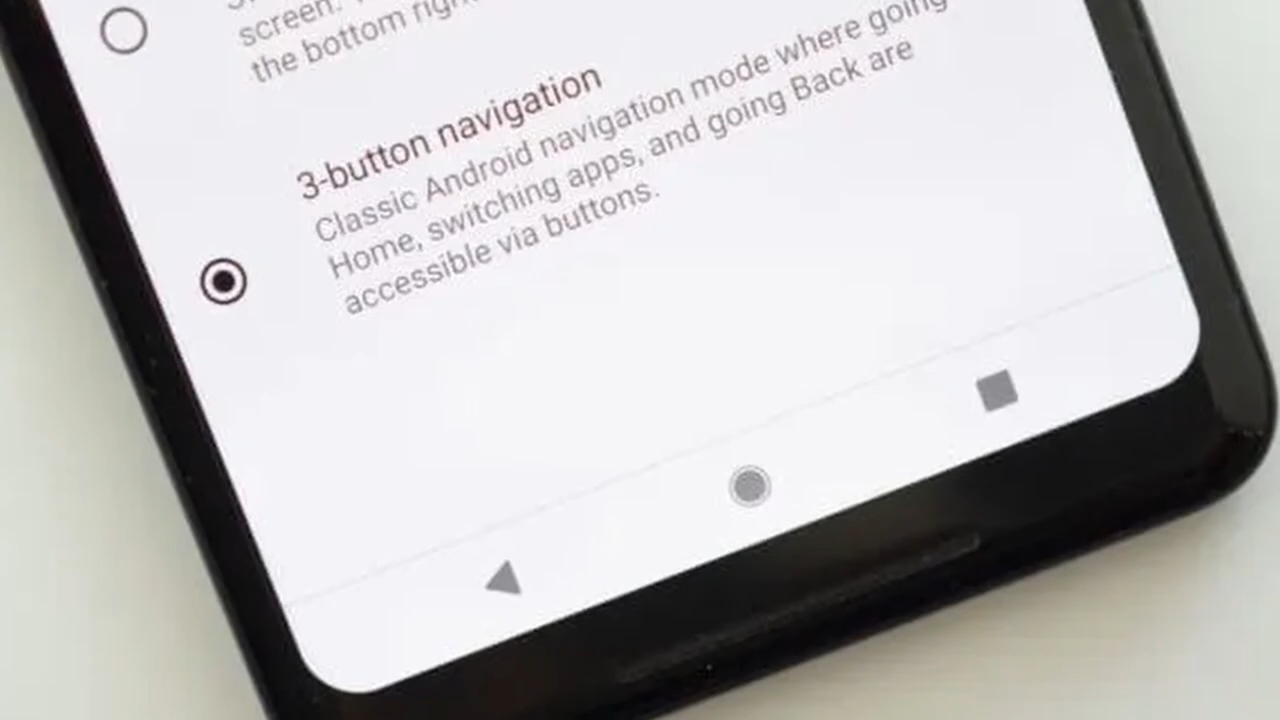 screen.
the bottom right
3-button navigation
Classic Android navigation mode where going
Home, switching apps, and going Back are
accessible via buttons.